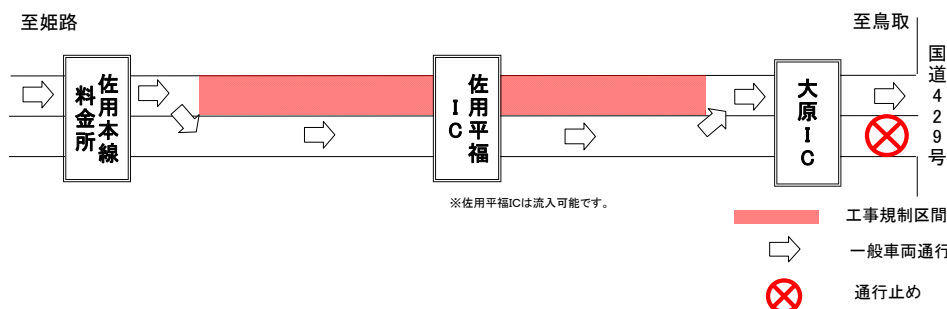 至姫路
至鳥取
佐用本線
料金所
佐用平福
IC
大原IC
国道429号
※佐用平福ICは流入可能です。
工事規制区間
一般車両通行
通行止め